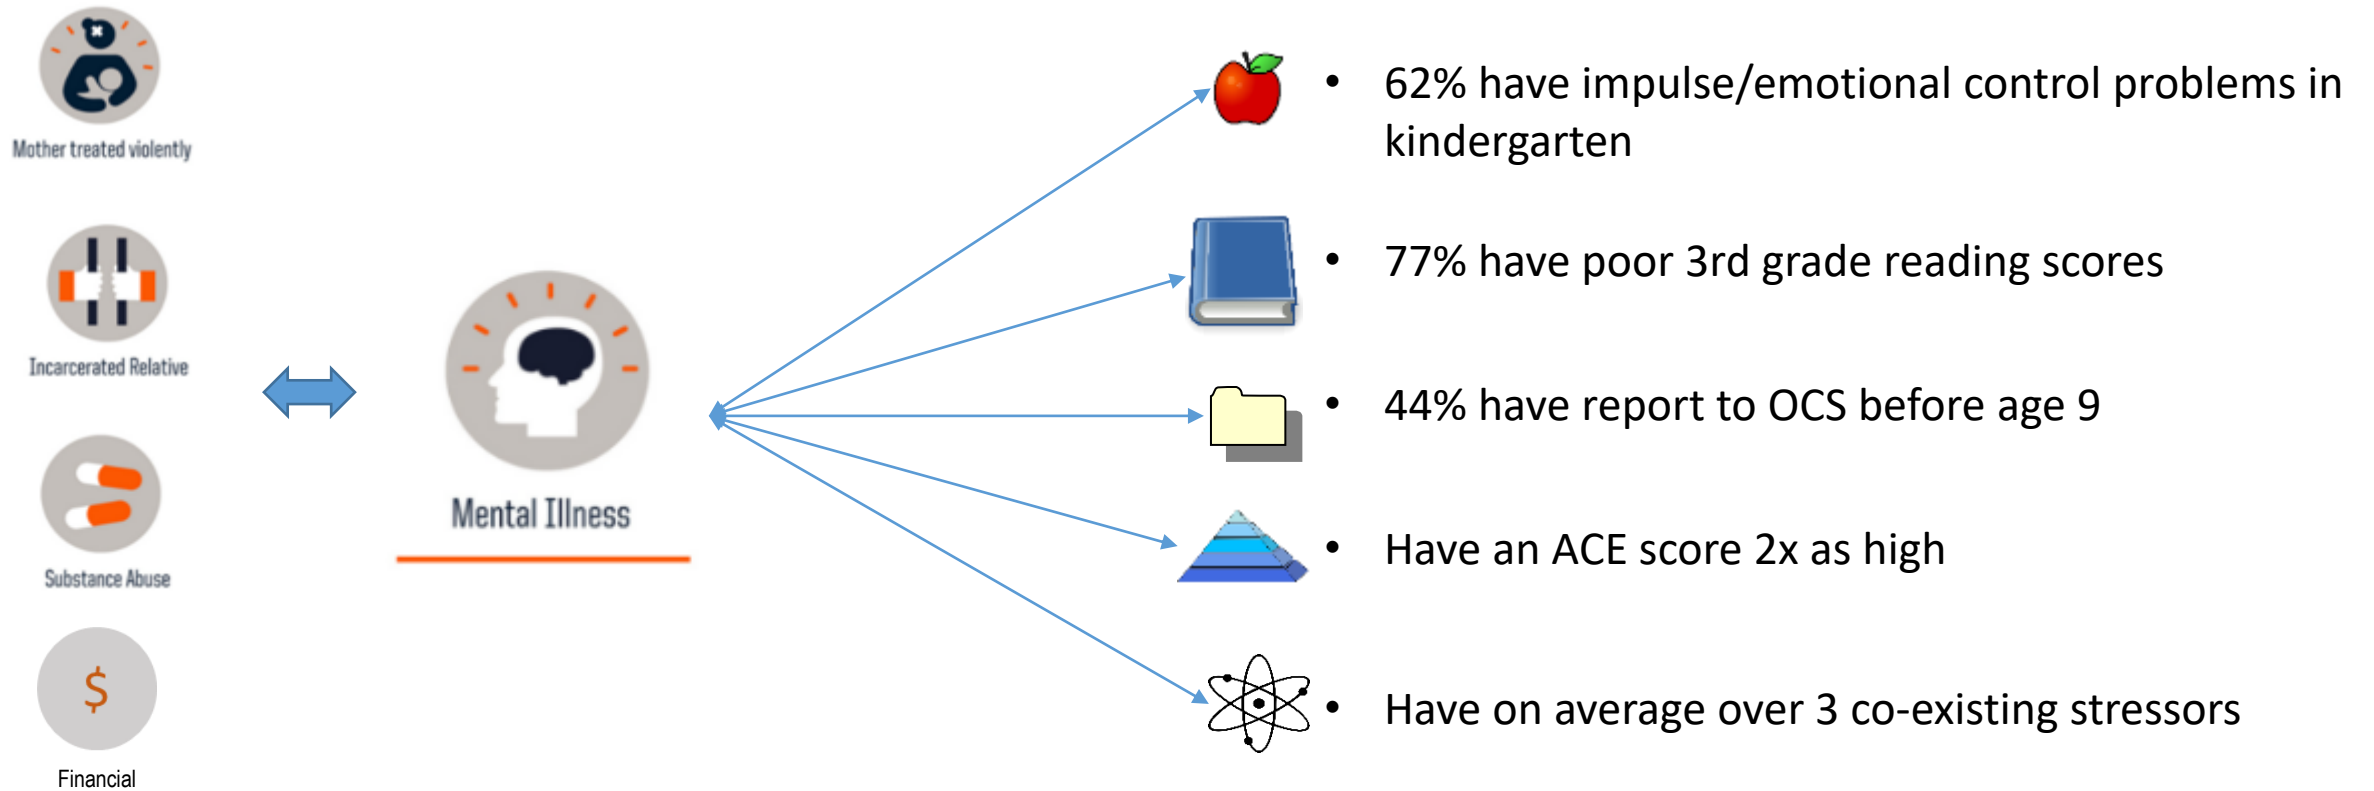 Mother treated violently
Incarcerated Relative
Substance Abuse
$
Financial
Mental Illness
• 62% have impulse/emotional control problems in
kindergarten
• 77% have poor 3rd grade reading scores
• 44% have report to OCS before age 9
• Have an ACE score 2x as high
• Have on average over 3 co-existing stressors